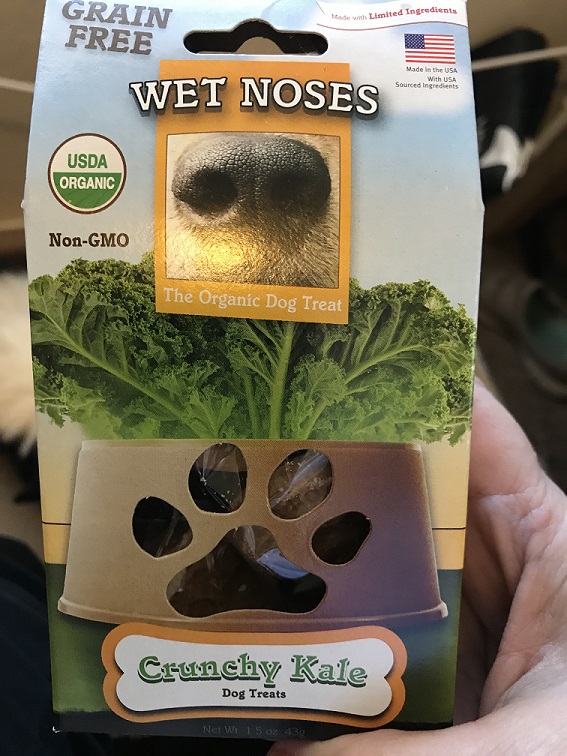 GRAIN
FREE
Made with Limited Ingredients
Made in the USA
With USA
Sourced Ingredients
WET NOSES
USDA
ORGANIC
Non-GMO
The Organic Dog Treat
Crunchy Kale
Dog Treats
Net Wt 1.5 oz 43g